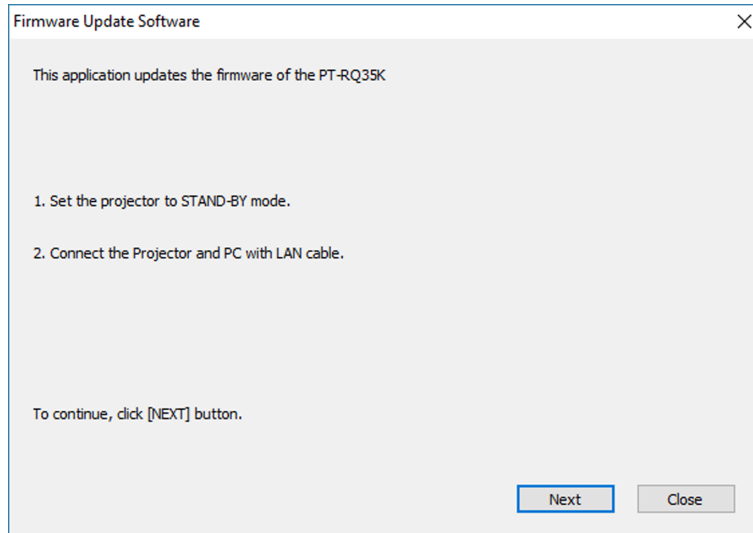 Firmware Update Software
This application updates the firmware of the PT-RQ35K
1. Set the projector to STAND-BY mode.
2. Connect the Projector and PC with LAN cable.
To continue, click [NEXT] button.
Next
Close